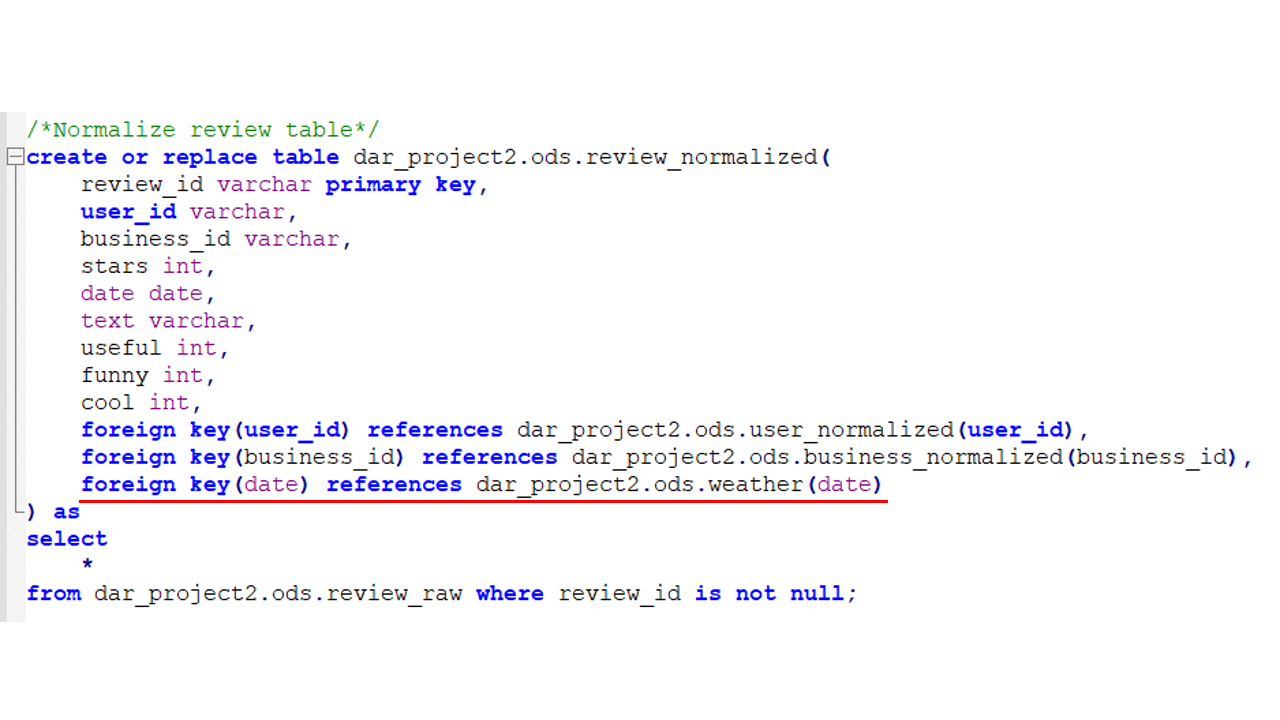 /*Normalize review table*/
create or replace table dar_project2.ods.review_normalized(
    review_id varchar primary key,
    user_id varchar,
    business_id varchar,
    stars int,
    date date,
    text varchar,
    useful int,
    funny int,
    cool int,
    foreign key(user_id) references dar_project2.ods.user_normalized(user_id),
    foreign key(business_id) references dar_project2.ods.business_normalized(business_id),
    foreign key(date) references dar_project2.ods.weather(date)
) as
select
    *
from dar_project2.ods.review_raw where review_id is not null;